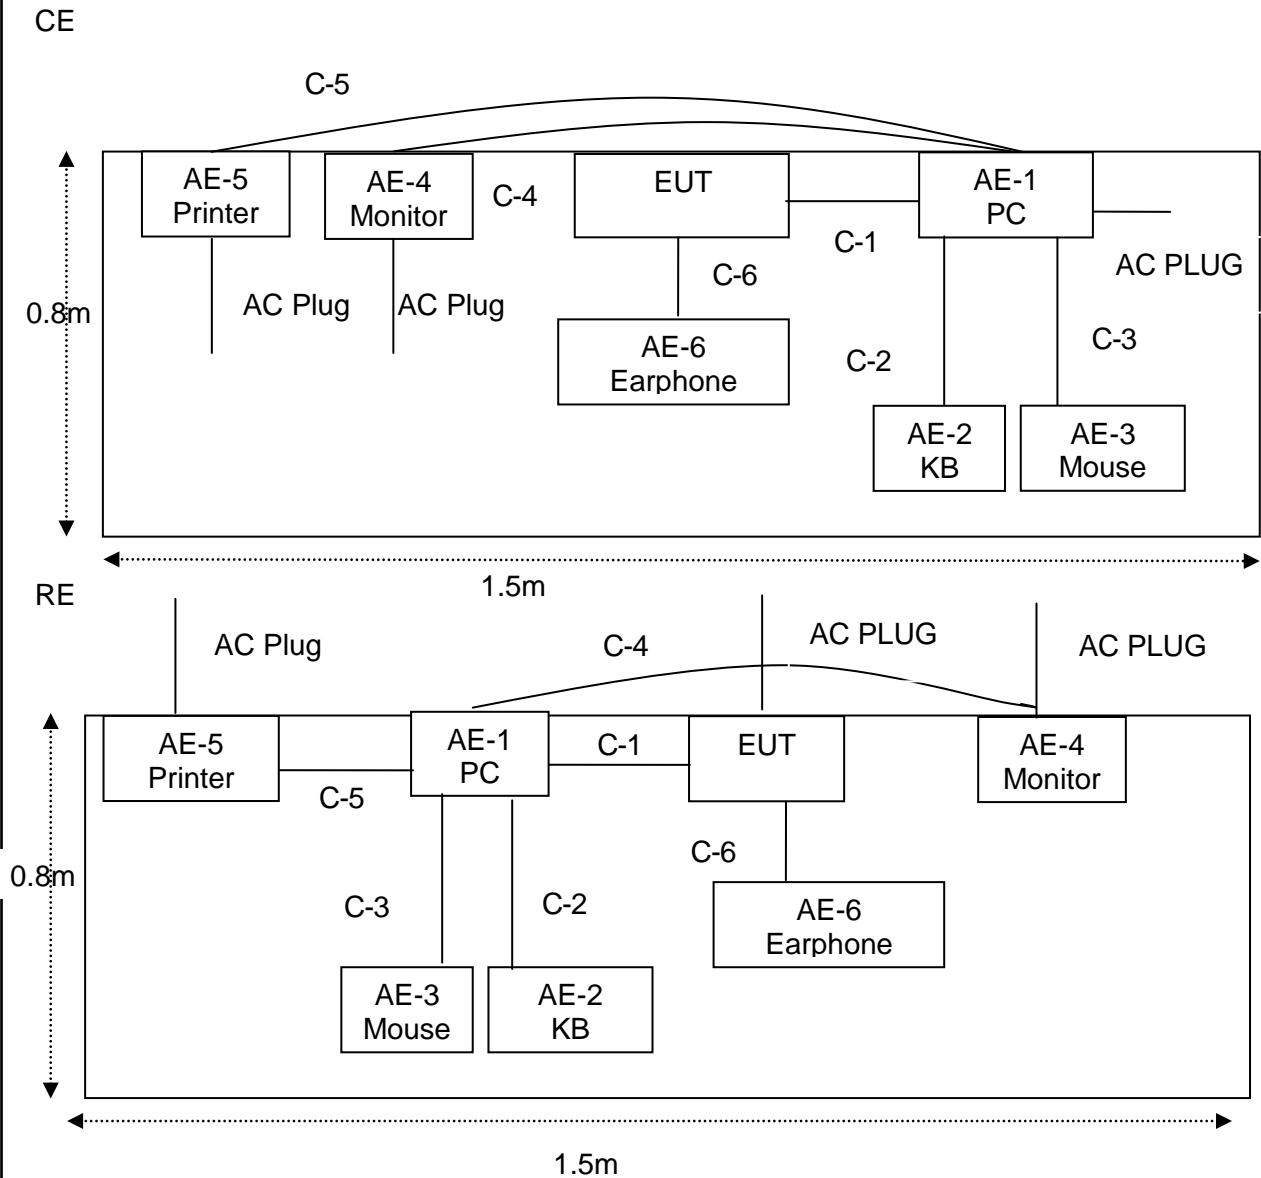 CE
C-5
AE-5
Printer
AE-4
Monitor
C-4
EUT
AE-1
PC
C-1
AC PLUG
C-6
0.8m
AC Plug
AC Plug
AE-6
Earphone
C-2
C-3
AE-2
KB
AE-3
Mouse
1.5m
RE
AC Plug
C-4
AC PLUG
AC PLUG
AE-5
Printer
AE-1
PC
C-1
EUT
AE-4
Monitor
C-5
C-6
0.8m
C-3
C-2
AE-6
Earphone
AE-3
Mouse
AE-2
KB
1.5m